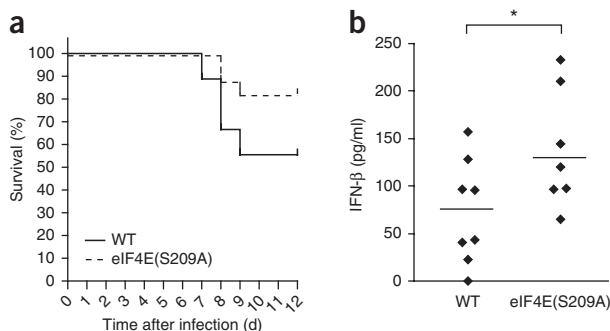 a
100
90
80
70
60
50
40
30
20
10
0
Survival (%)
WT
eIF4E(S209A)
0 1 2 3 4 5 6 7 8 9 10 11 12
Time after infection (d)
b
*
250
200
150
100
50
0
IFN-β (pg/ml)
WT eIF4E(S209A)